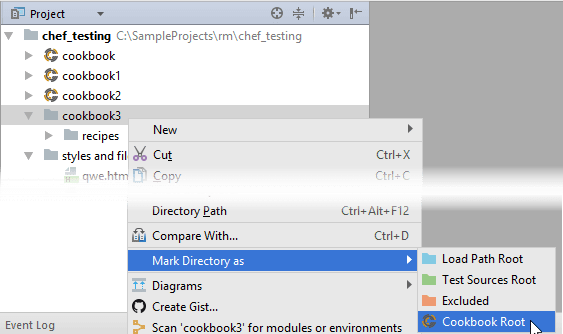 Project
chef_testing C:\SampleProjects\rm\chef_testing
cookbook
cookbook1
cookbook2
cookbook3
recipes
styles and fil
qwe.htm
New
Cut Ctrl+X
Copy Ctrl+C
Directory Path Ctrl+Alt+F12
Compare With... Ctrl+D
Mark Directory as
Diagrams
Create Gist...
Scan 'cookbook3' for modules or environments
Load Path Root
Test Sources Root
Excluded
Cookbook Root
Event Log